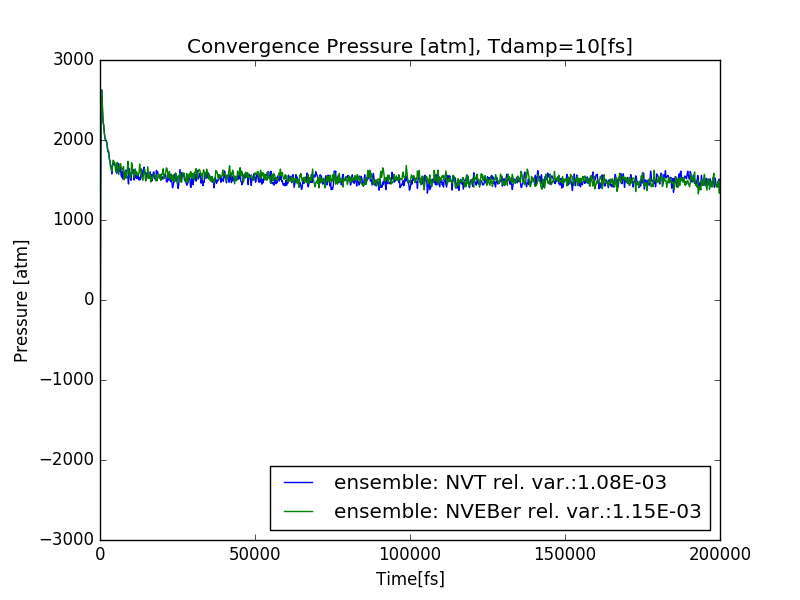 Convergence Pressure [atm], Tdamp=10[fs]
3000
2000
1000
0
−1000
−2000
−3000
Pressure [atm]
ensemble: NVT rel. var.:1.08E-03
ensemble: NVEBer rel. var.:1.15E-03
0 50000 100000 150000 200000
Time[fs]